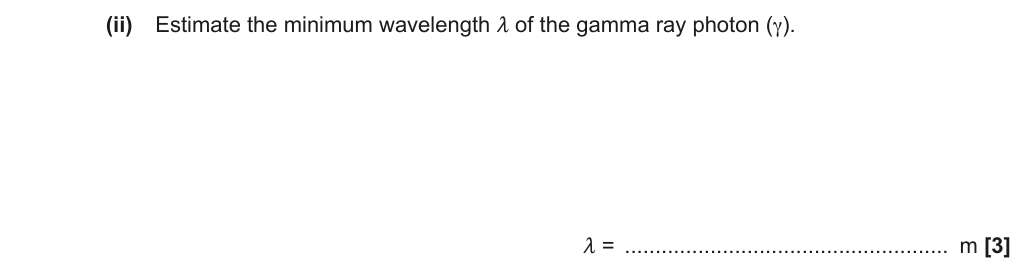 (ii) Estimate the minimum wavelength λ of the gamma ray photon (γ).
λ = .................................................... m [3]